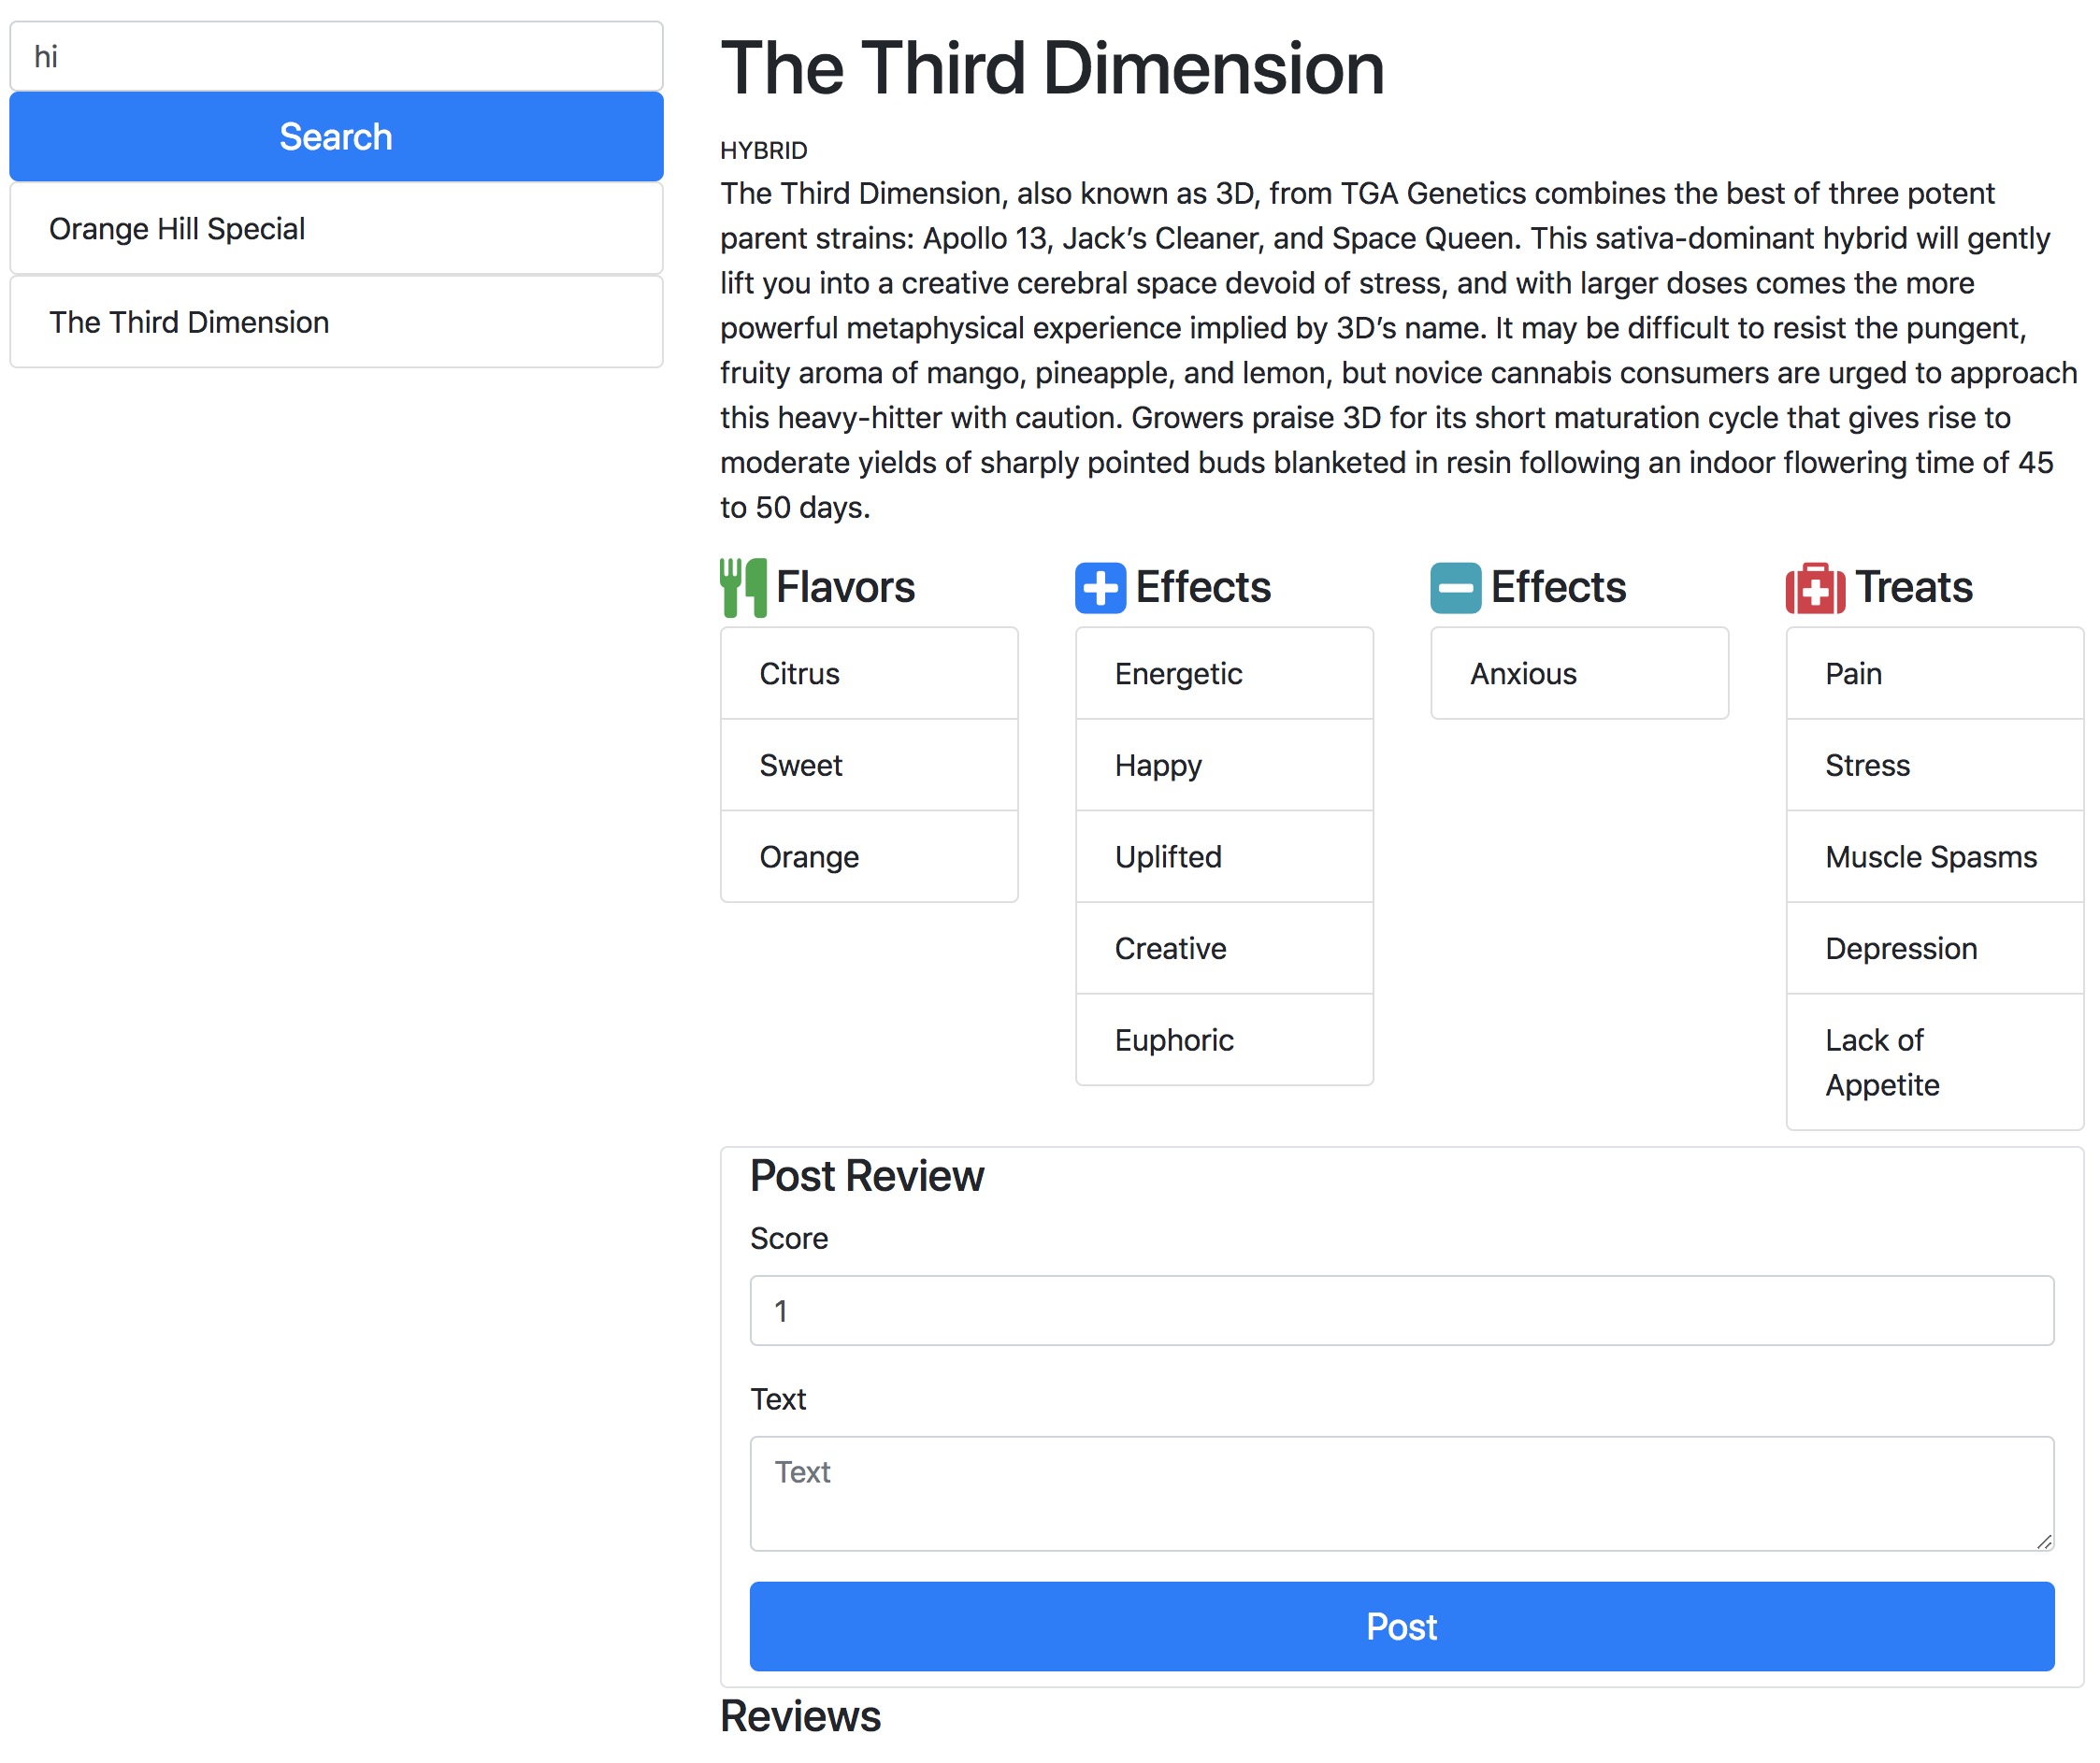 hi
Search
Orange Hill Special
The Third Dimension
The Third Dimension
HYBRID
The Third Dimension, also known as 3D, from TGA Genetics combines the best of three potent
parent strains: Apollo 13, Jack’s Cleaner, and Space Queen. This sativa-dominant hybrid will gently
lift you into a creative cerebral space devoid of stress, and with larger doses comes the more
powerful metaphysical experience implied by 3D’s name. It may be difficult to resist the pungent,
fruity aroma of mango, pineapple, and lemon, but novice cannabis consumers are urged to approach
this heavy-hitter with caution. Growers praise 3D for its short maturation cycle that gives rise to
moderate yields of sharply pointed buds blanketed in resin following an indoor flowering time of 45
to 50 days.
Flavors
Citrus
Sweet
Orange
Effects
Energetic
Happy
Uplifted
Creative
Euphoric
Effects
Anxious
Treats
Pain
Stress
Muscle Spasms
Depression
Lack of
Appetite
Post Review
Score
1
Text
Text
Post
Reviews